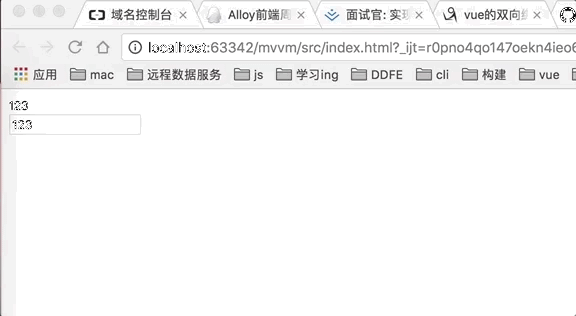 域名控制台
Alloy前端周
面试官: 实现
vue的双向绑
localhost:63342/mvvm/src/index.html?_ijt=r0pno4qo147oekn4ieo6
应用 mac 远程数据服务 js 学习ing DDFE cli 构建 vue
123
123